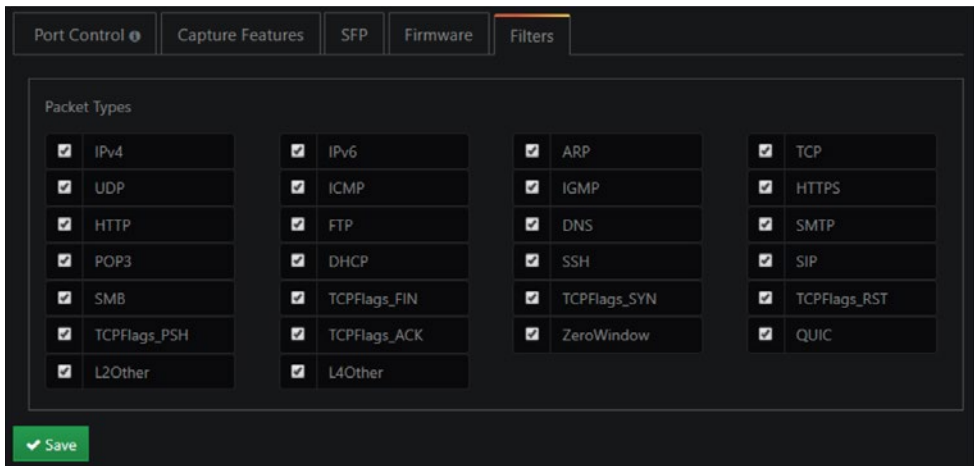 Port Control Capture Features SFP Firmware Filters
Packet Types
IPv4 IPv6 ARP TCP
UDP ICMP IGMP HTTPS
HTTP FTP DNS SMTP
POP3 DHCP SSH SIP
SMB TCPFlags_FIN TCPFlags_SYN TCPFlags_RST
TCPFlags_PSH TCPFlags_ACK ZeroWindow QUIC
L2Other L4Other
Save